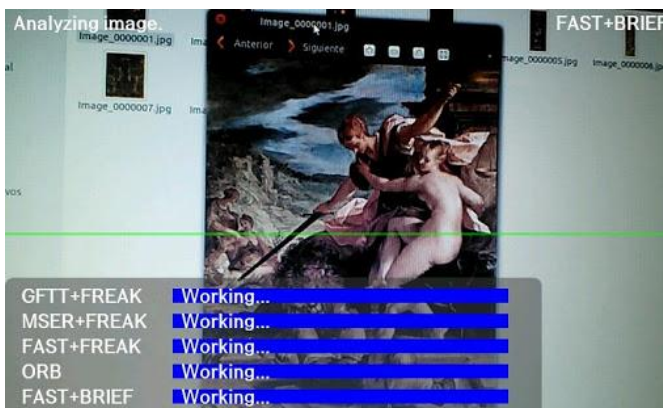 Analyzing image.
FAST+BRIEF
Image_0000001.jpg
Image_0000001.jpg
Anterior
Siguiente
Image_0000005.jpg
Image_0000006.jpg
Image_0000007.jpg
GFTT+FREAK Working...
MSER+FREAK Working...
FAST+FREAK Working...
ORB Working...
FAST+BRIEF Working...